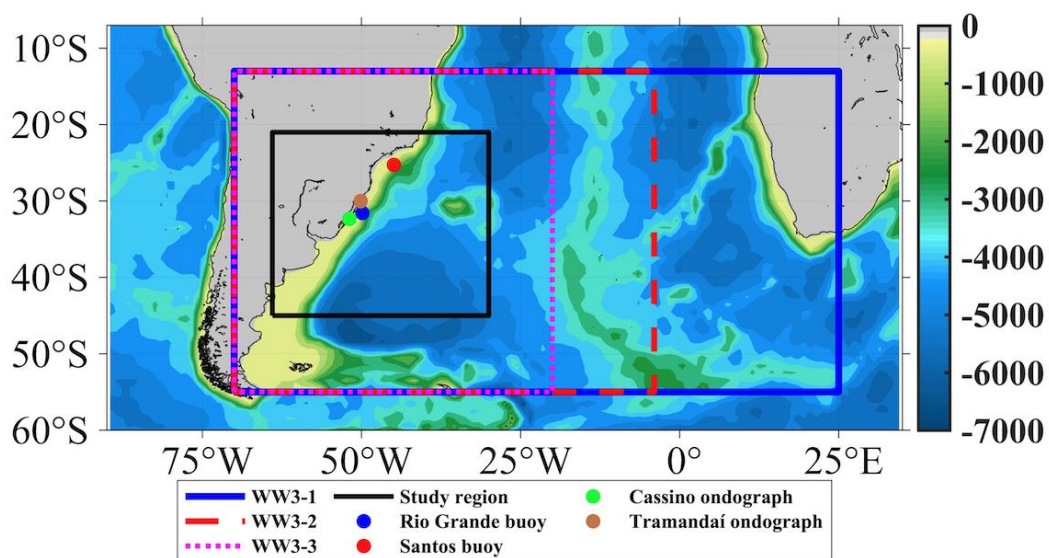 10°S
20°S
30°S
40°S
50°S
60°S
75°W 50°W 25°W 0° 25°E
0
-1000
-2000
-3000
-4000
-5000
-6000
-7000
WW3-1 Study region Cassino ondograph
WW3-2 Rio Grande buoy Tramandaí ondograph
WW3-3 Santos buoy